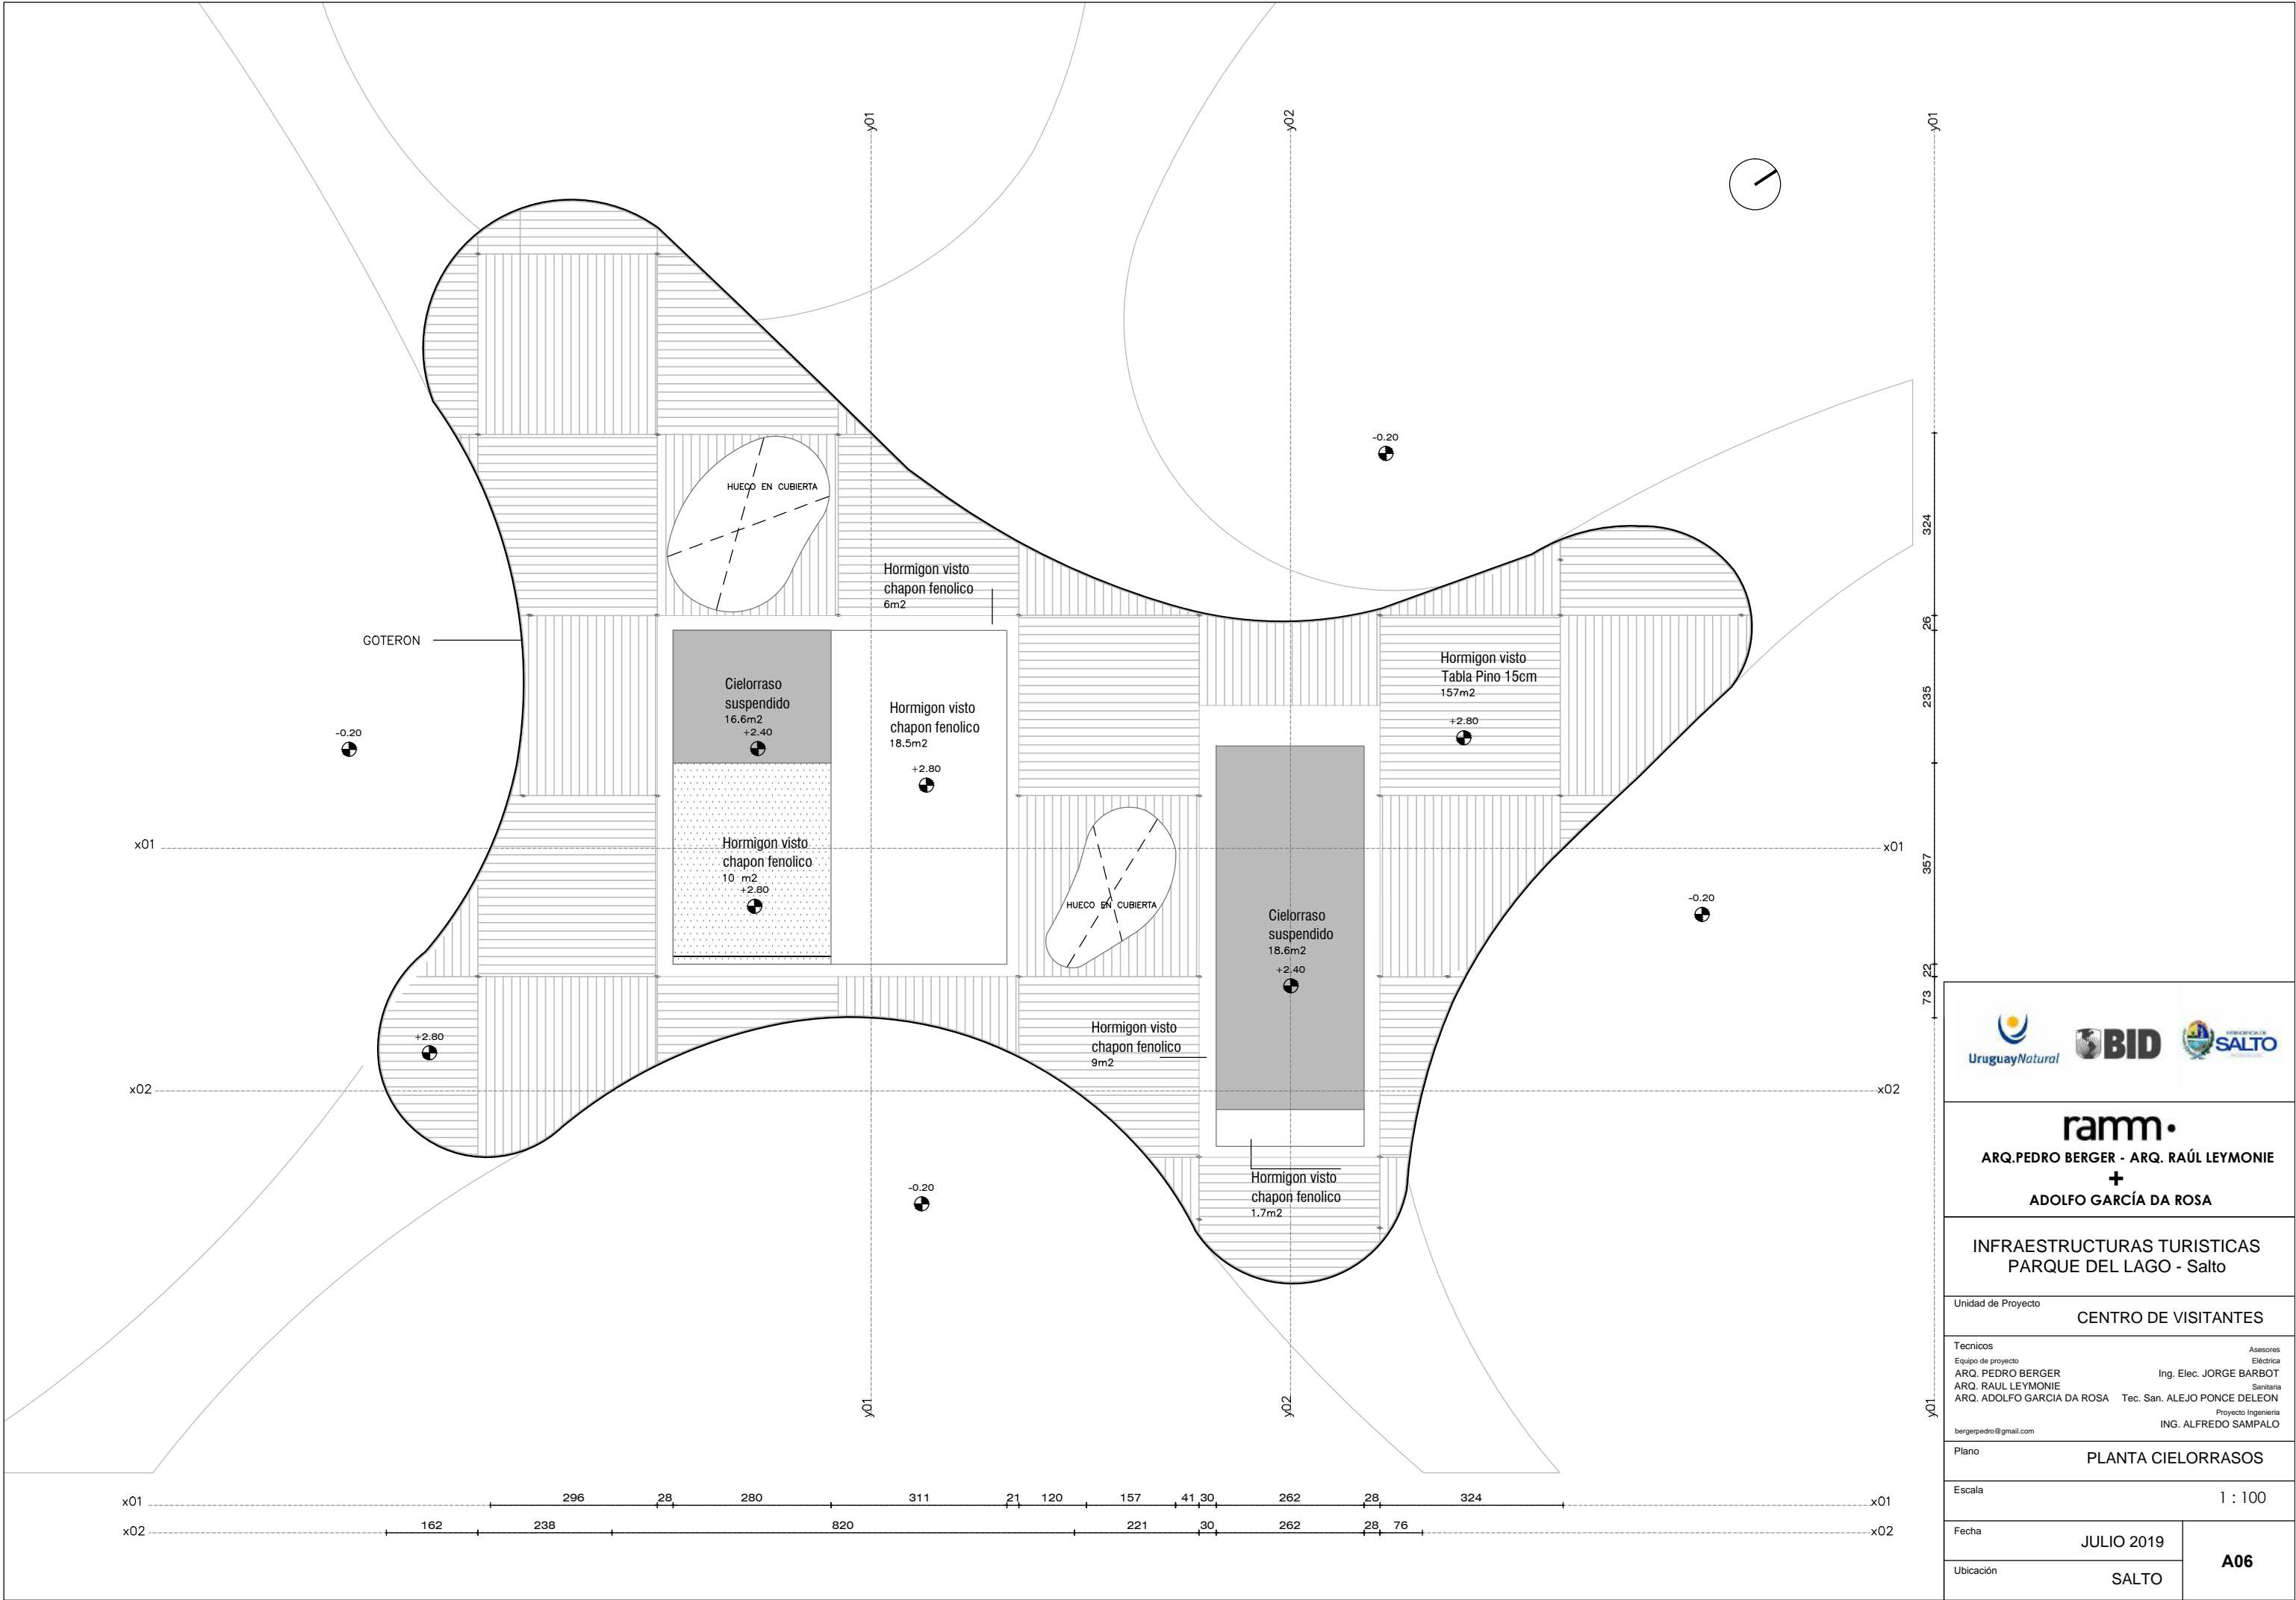 y01
y02
y01
-0.20
HUECO EN CUBIERTA
Hormigon visto
chapon fenolico
6m2
GOTERON
Cielorraso
suspendido
16.6m2
+2.40
Hormigon visto
chapon fenolico
18.5m2
+2.80
Hormigon visto
Tabla Pino 15cm
157m2
+2.80
-0.20
x01
x01
Hormigon visto
chapon fenolico
10 m2
+2.80
HUECO EN CUBIERTA
Cielorraso
suspendido
18.6m2
+2.40
-0.20
Hormigon visto
chapon fenolico
9m2
+2.80
x02
x02
Hormigon visto
chapon fenolico
1.7m2
-0.20
324
26
235
357
22
73
y01
y02
y01
x01 296 28 280 311 21 120 157 41 30 262 28 324 x01
x02 162 238 820 221 30 262 28 76 x02
UruguayNatural
BID
SALTO
ramm.
ARQ.PEDRO BERGER - ARQ. RAÚL LEYMONIE
+
ADOLFO GARCÍA DA ROSA
INFRAESTRUCTURAS TURISTICAS
PARQUE DEL LAGO - Salto
Unidad de Proyecto
CENTRO DE VISITANTES
Tecnicos
Asesores
Equipo de proyecto
Eléctrica
ARQ. PEDRO BERGER
Ing. Elec. JORGE BARBOT
ARQ. RAUL LEYMONIE
Sanitaria
ARQ. ADOLFO GARCIA DA ROSA
Tec. San. ALEJO PONCE DELEON
Proyecto Ingenieria
ING. ALFREDO SAMPALO
bergerpedro@gmail.com
Plano
PLANTA CIELORRASOS
Escala
1 : 100
Fecha
JULIO 2019
A06
Ubicación
SALTO